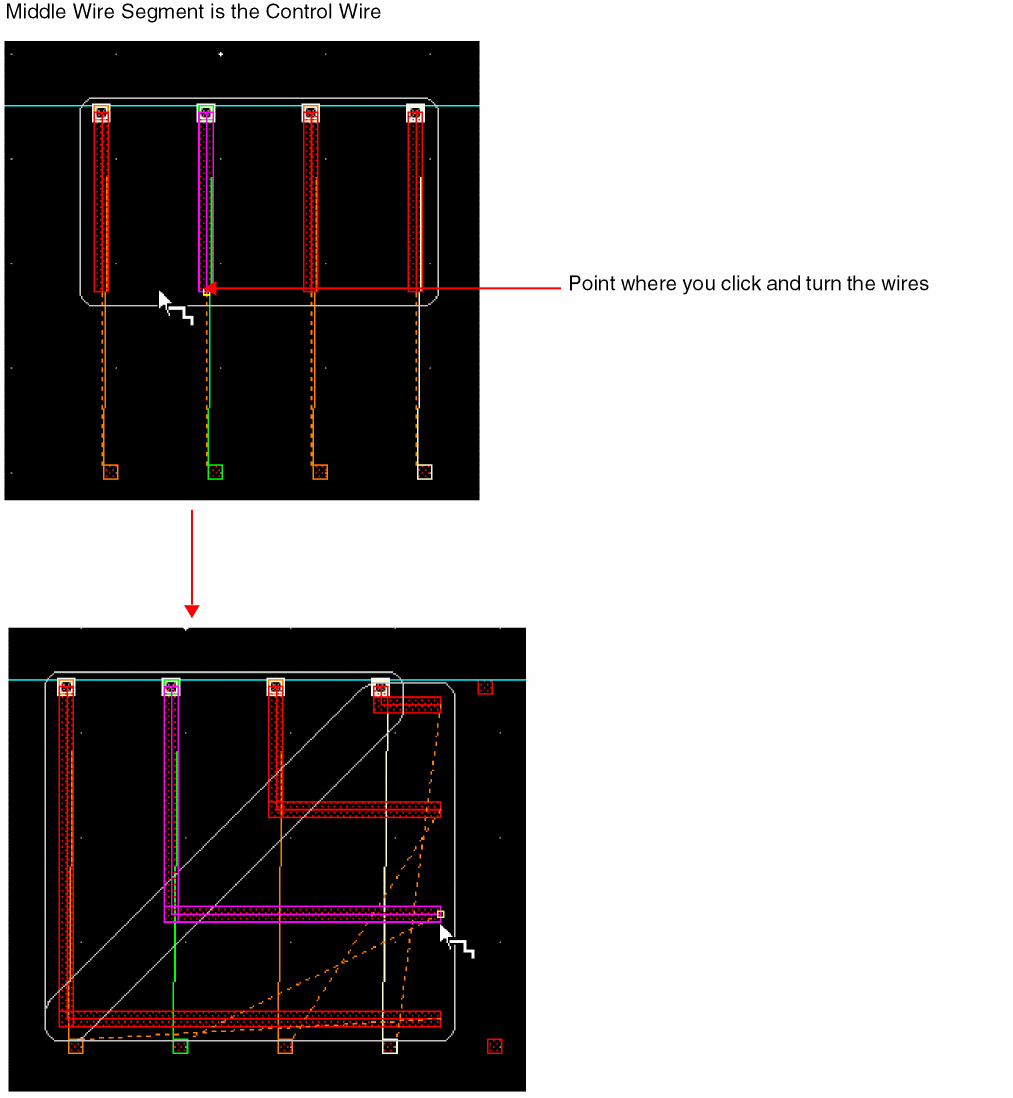 Middle Wire Segment is the Control Wire
Point where you click and turn the wires